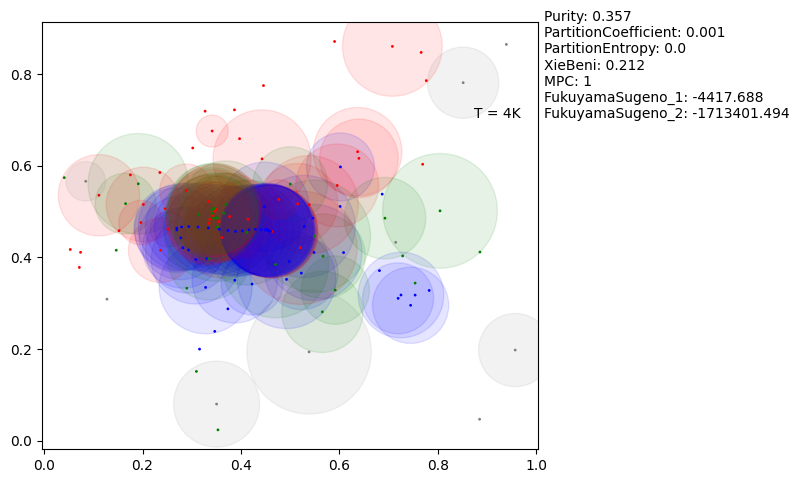 Purity: 0.357
PartitionCoefficient: 0.001
PartitionEntropy: 0.0
XieBeni: 0.212
MPC: 1
FukuyamaSugeno_1: -4417.688
FukuyamaSugeno_2: -1713401.494
T = 4K
0.8
0.6
0.4
0.2
0.0
0.0 0.2 0.4 0.6 0.8 1.0